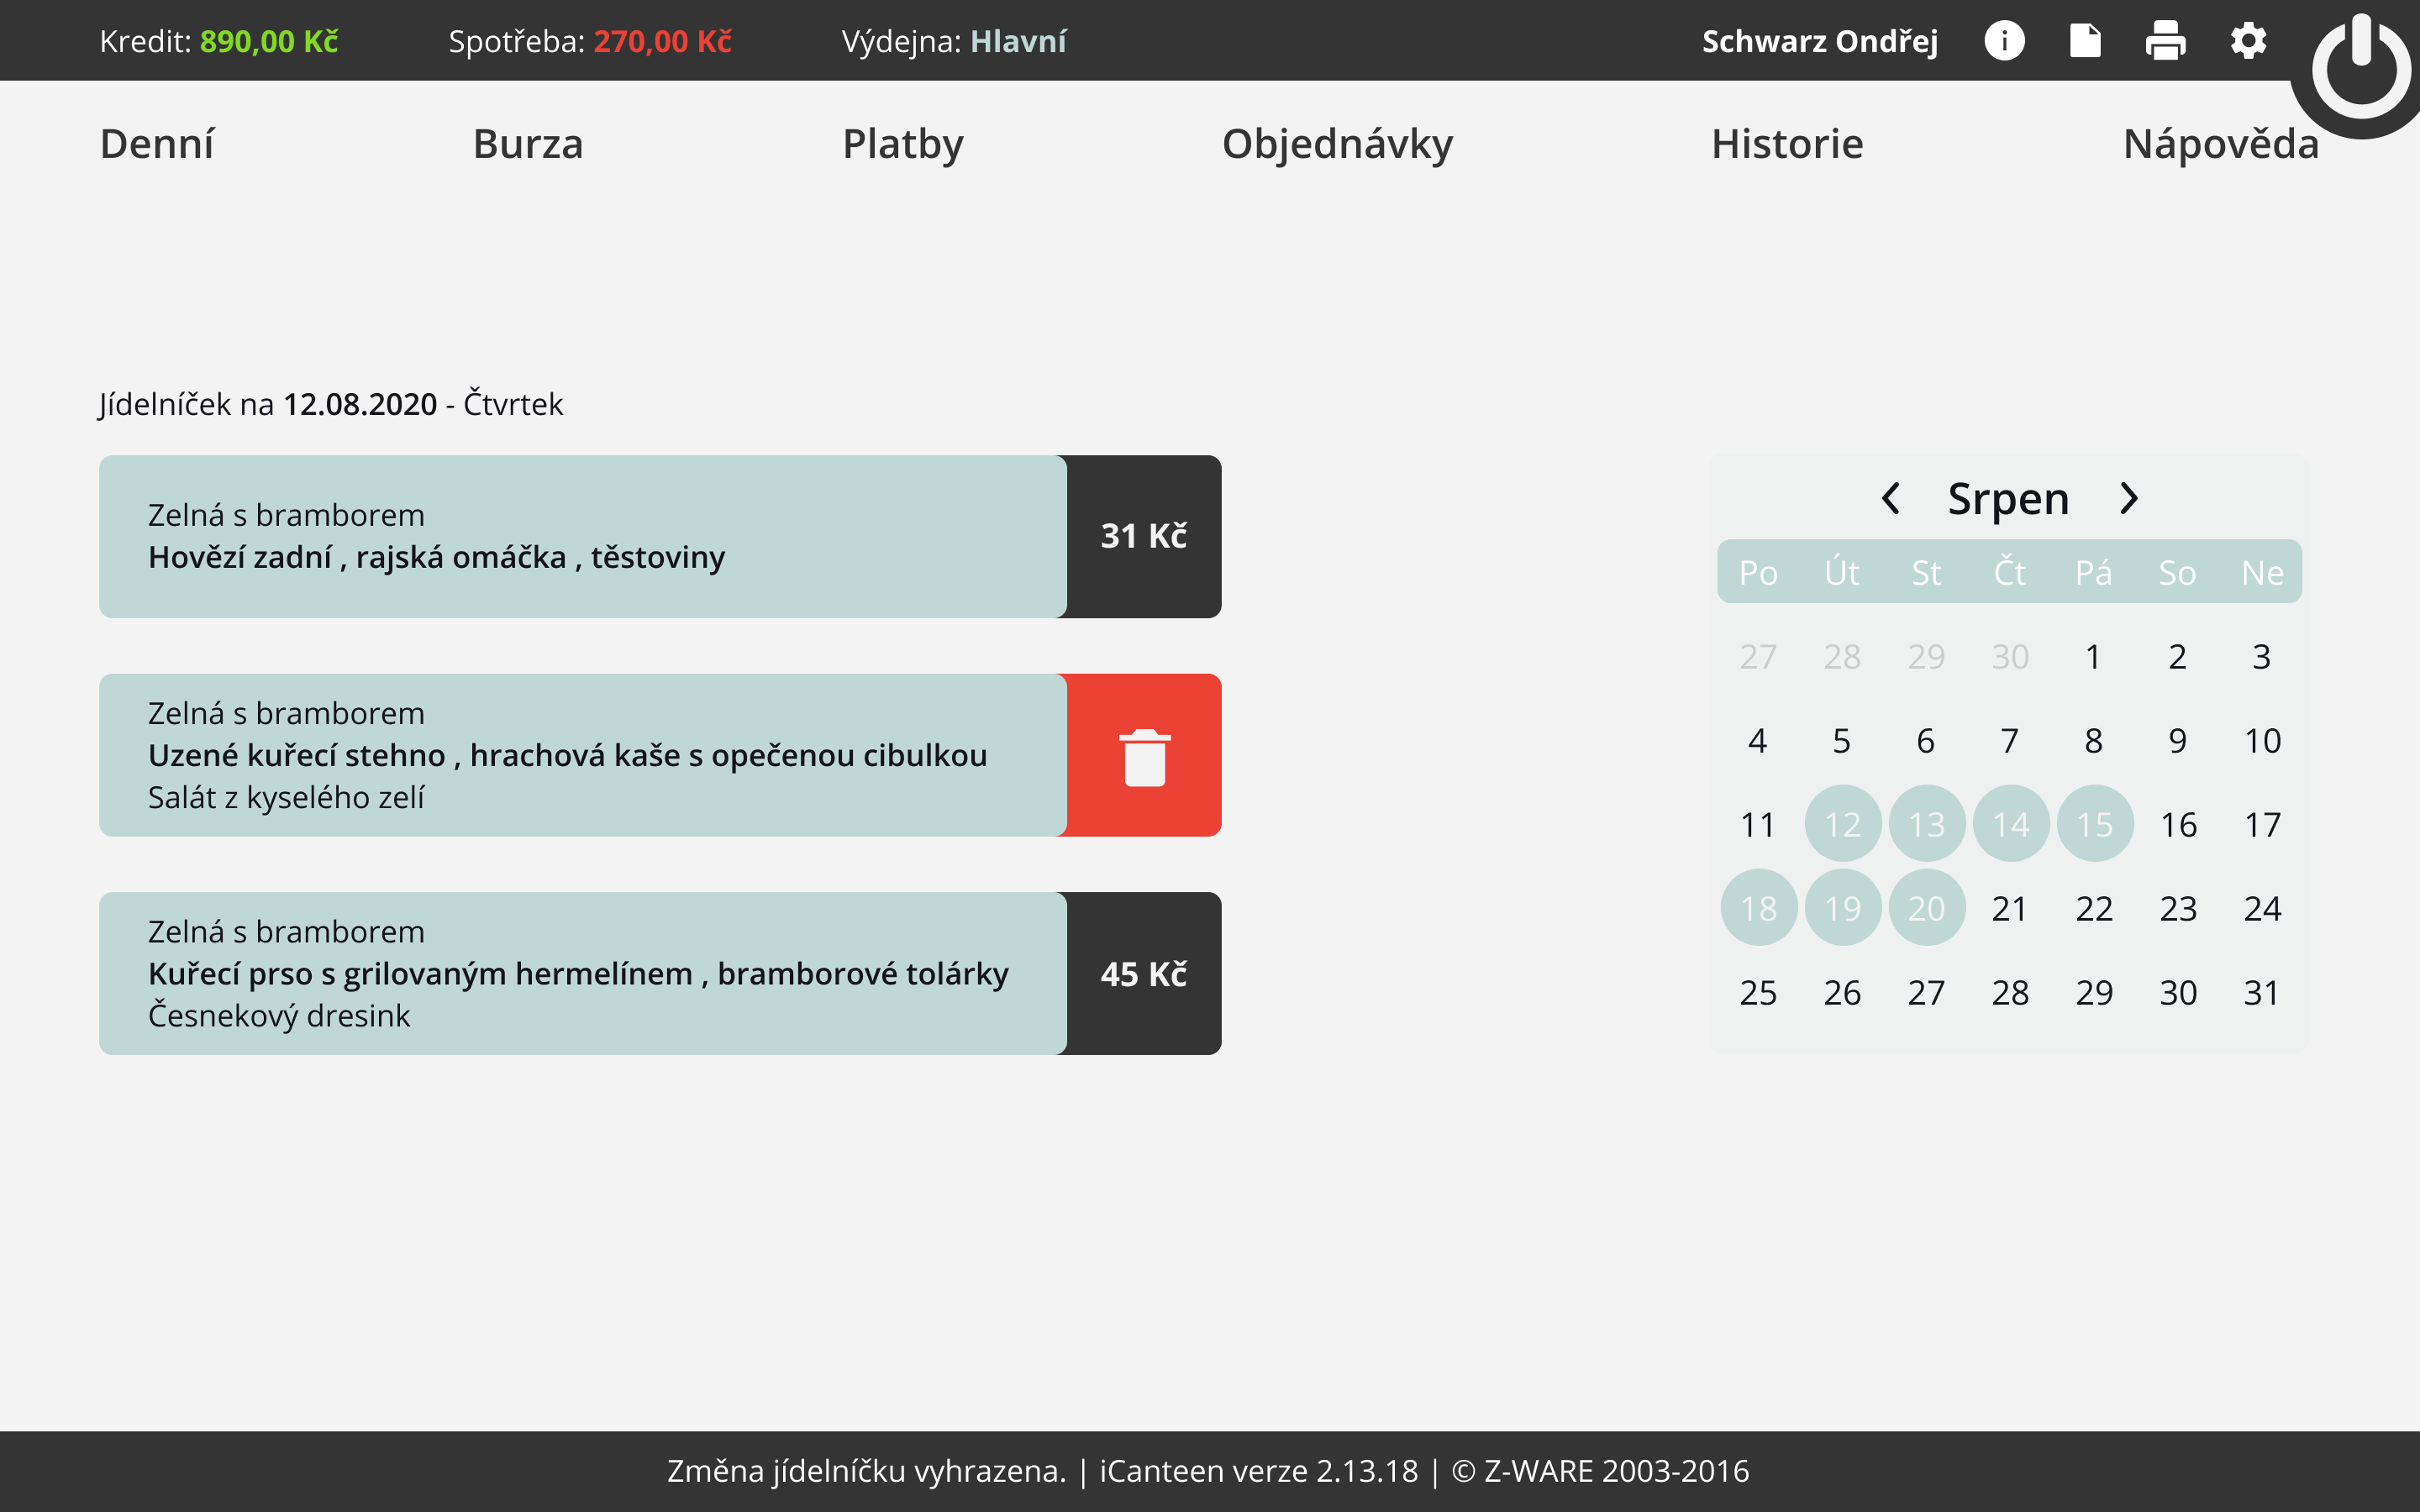 Kredit: 890,00 Kč Spotřeba: 270,00 Kč Výdejna: Hlavní Schwarz Ondřej
Denní Burza Platby Objednávky Historie Nápověda
Jídelníček na 12.08.2020 - Čtvrtek
Zelná s bramborem
Hovězí zadní , rajská omáčka , těstoviny
31 Kč
Zelná s bramborem
Uzené kuřecí stehno , hrachová kaše s opečenou cibulkou
Salát z kyselého zelí
Zelná s bramborem
Kuřecí prso s grilovaným hermelínem , bramborové tolárky
Česnekový dresink
45 Kč
Srpen
Po Út St Čt Pá So Ne
27 28 29 30 1 2 3
4 5 6 7 8 9 10
11 12 13 14 15 16 17
18 19 20 21 22 23 24
25 26 27 28 29 30 31
Změna jídelníčku vyhrazena. | iCanteen verze 2.13.18 | © Z-WARE 2003-2016